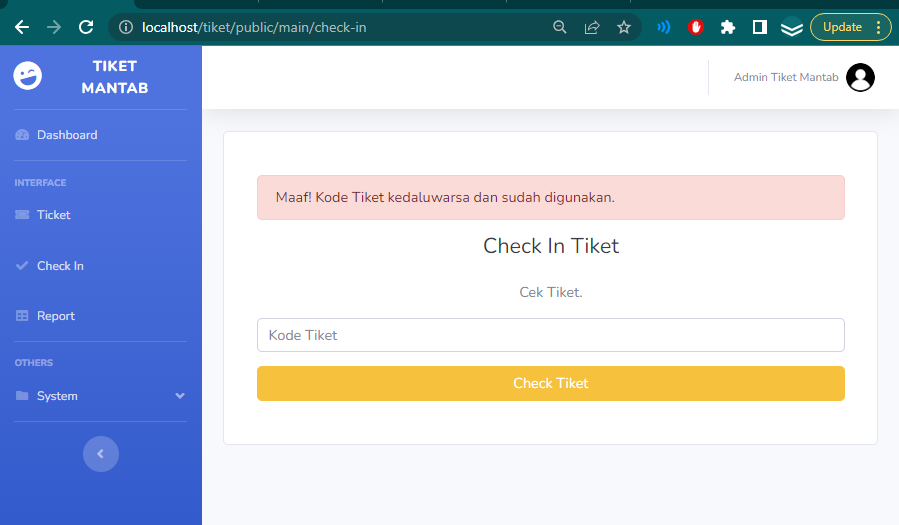 localhost/tiket/public/main/check-in
Update
TIKET
MANTAB
Admin Tiket Mantab
Dashboard
INTERFACE
Ticket
Check In
Report
OTHERS
System
Maaf! Kode Tiket kedaluwarsa dan sudah digunakan.
Check In Tiket
Cek Tiket.
Kode Tiket
Check Tiket